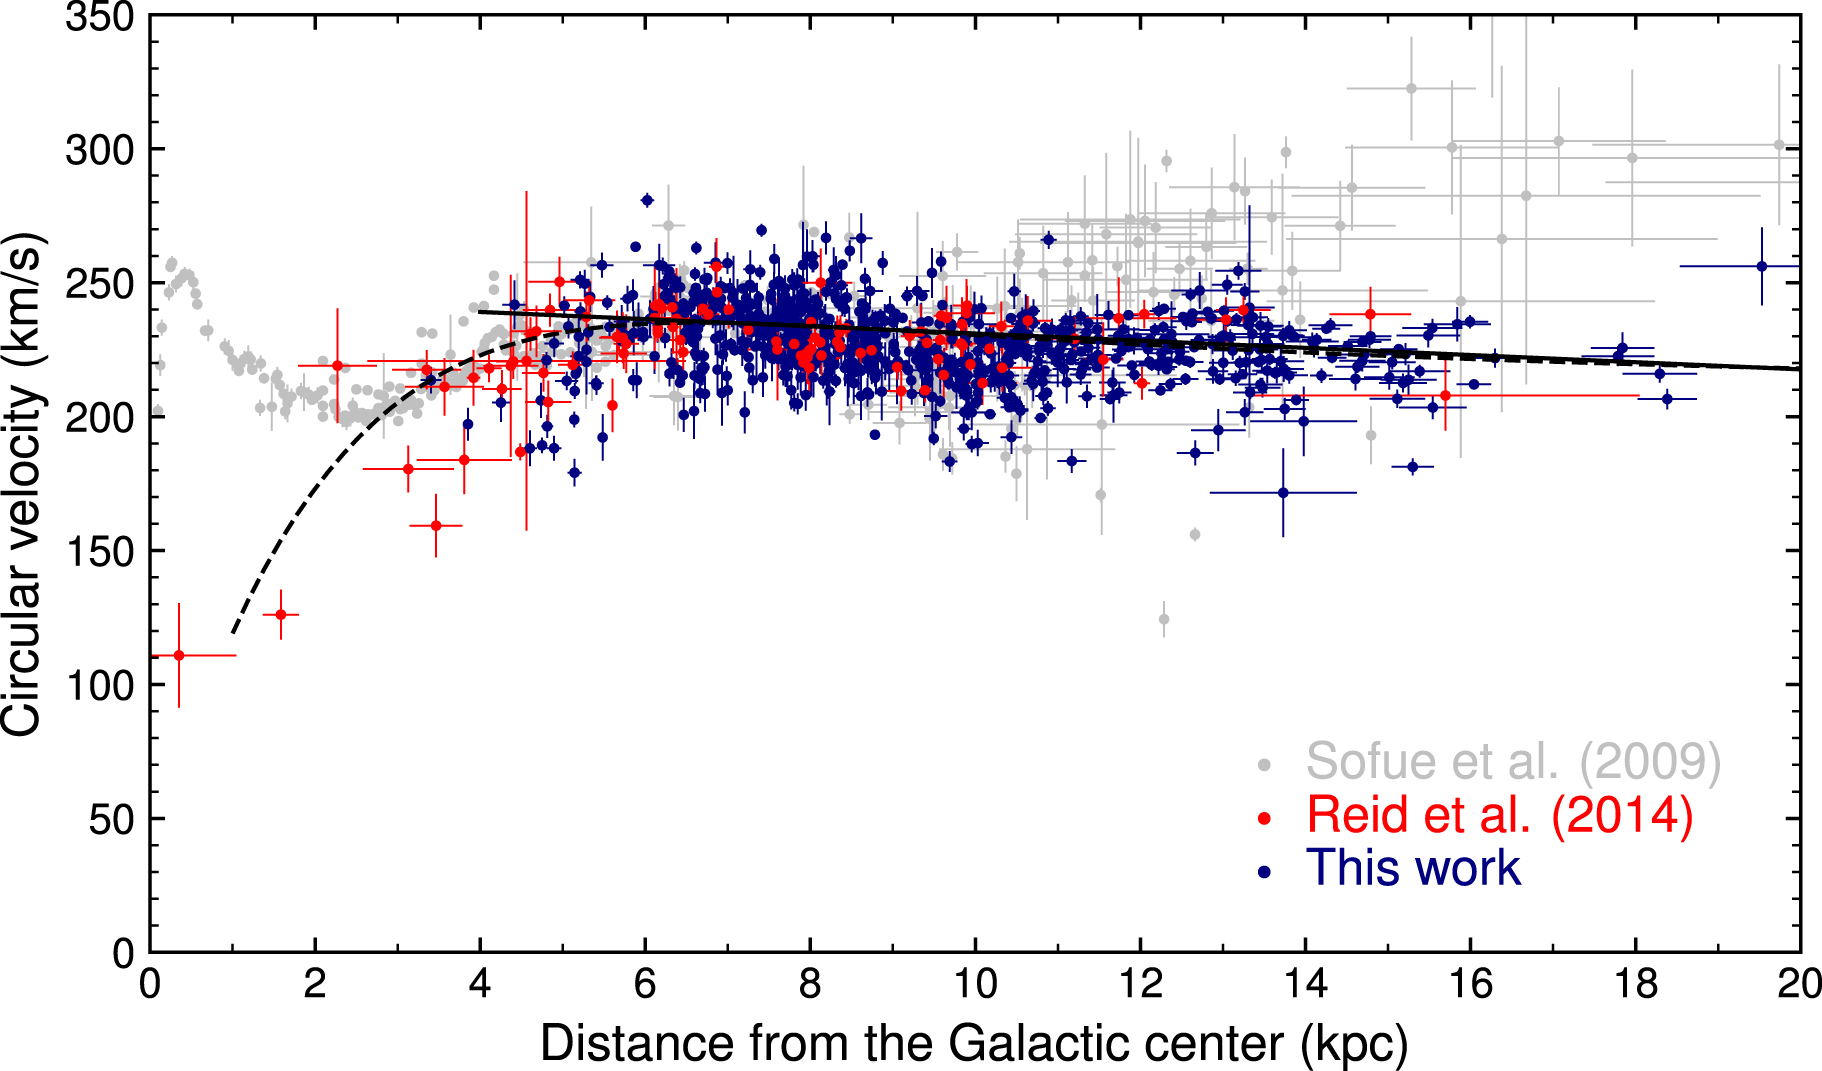 350
300
250
200
150
100
50
0
Circular velocity (km/s)
Sofue et al. (2009)
Reid et al. (2014)
This work
0 2 4 6 8 10 12 14 16 18 20
Distance from the Galactic center (kpc)